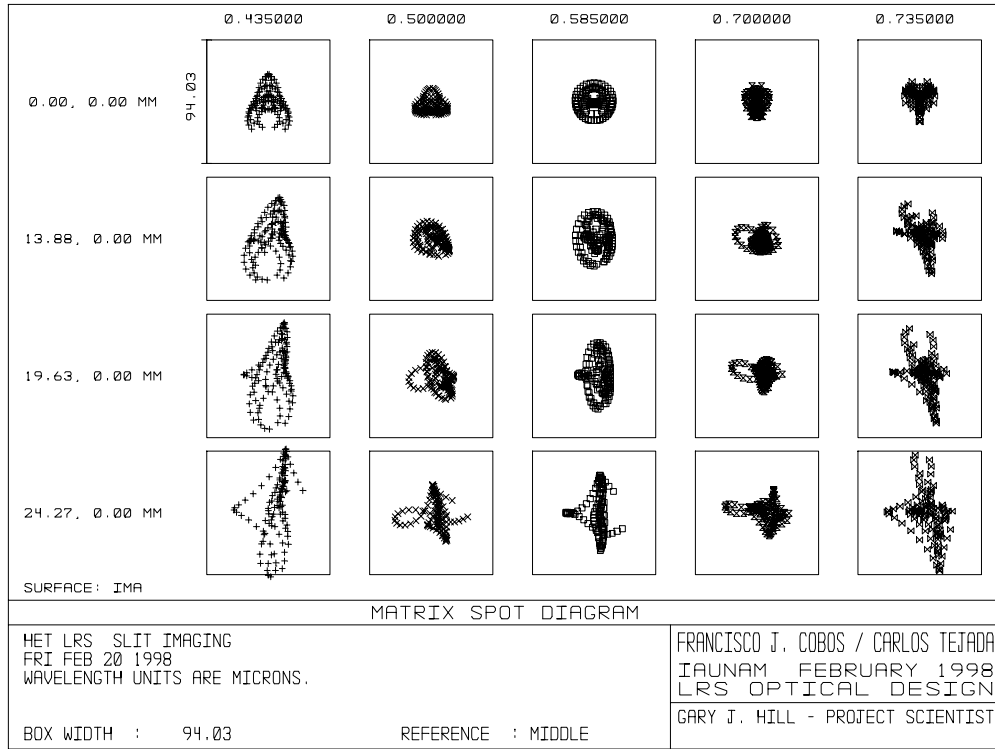 0.435000 0.500000 0.585000 0.700000 0.735000
94.03
0.00, 0.00 MM
13.88, 0.00 MM
19.63, 0.00 MM
24.27, 0.00 MM
SURFACE: IMA
MATRIX SPOT DIAGRAM
HET LRS SLIT IMAGING
FRI FEB 20 1998
WAVELENGTH UNITS ARE MICRONS.
BOX WIDTH : 94.03 REFERENCE : MIDDLE
FRANCISCO J. COBOS / CARLOS TEJADA
IAUNAM FEBRUARY 1998
LRS OPTICAL DESIGN
GARY J. HILL - PROJECT SCIENTIST